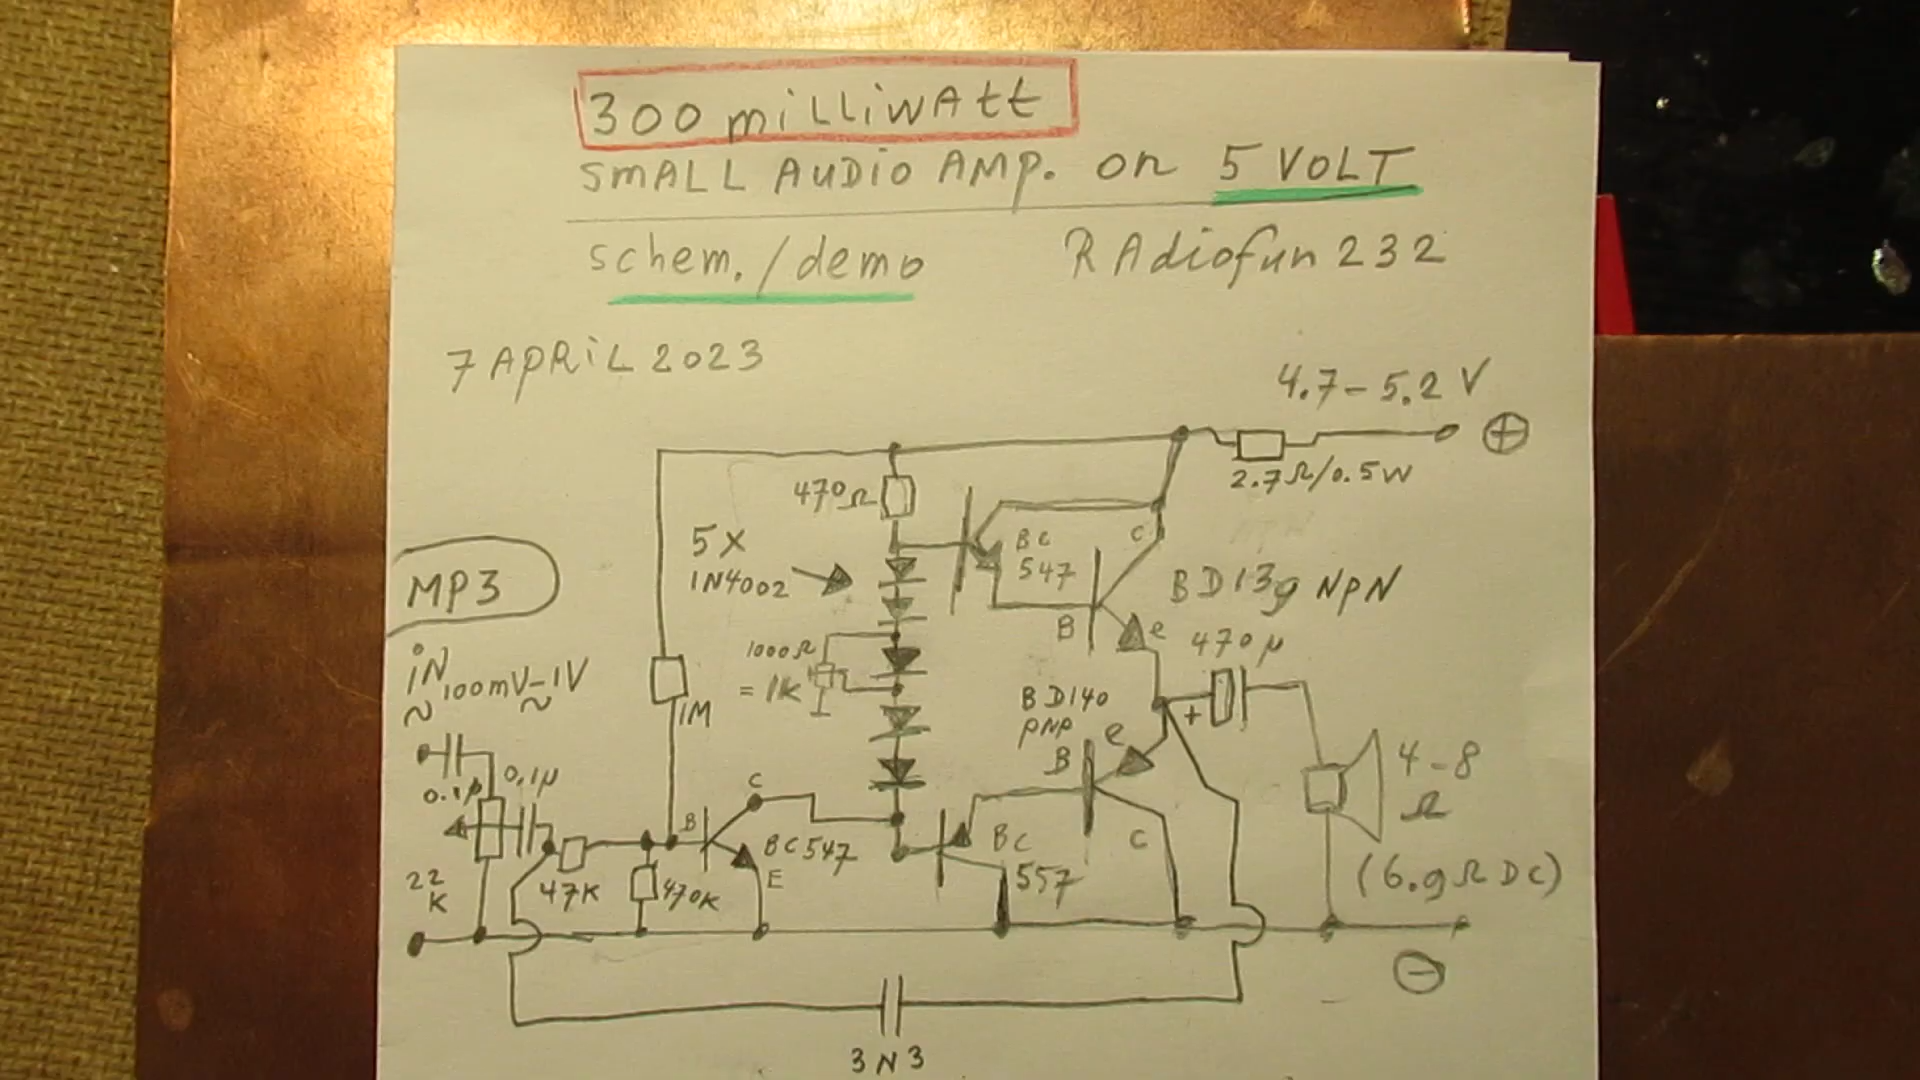 300 milliwAtt
smALL AUDiO AMP. on 5 VOLT
schem./demo
RAdiofun232
7 APRiL 2023
4.7-5.2 V
+
2.7Ω/0.5W
470Ω
5X
1N4002
BC
547
C
BD139 NPN
B
e
470µ
MP3
iN
100mV-1V
~
~
1000Ω
= 1K
1M
BD140
PNP
B
e
+
4-8
Ω
0.1µ
0.1µ
C
B
BC547
E
BC
557
C
22
K
47K
470K
(6.9Ω DC)
-
3N3